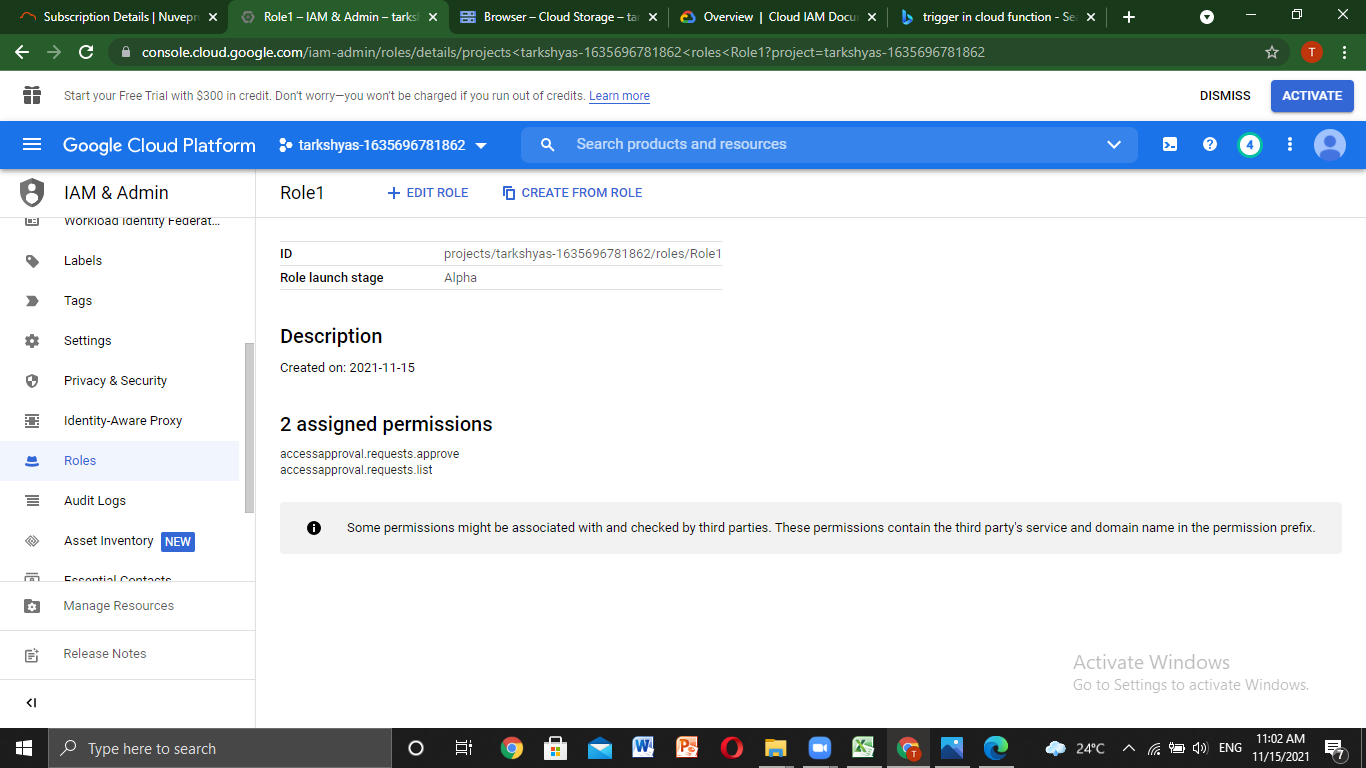 Subscription Details | Nuvepr
Role1 – IAM & Admin – tarksh
Browser – Cloud Storage – ta
Overview | Cloud IAM Docu
trigger in cloud function - Se
console.cloud.google.com/iam-admin/roles/details/projects<tarkshyas-1635696781862<roles<Role1?project=tarkshyas-1635696781862
T
Start your Free Trial with $300 in credit. Don't worry—you won't be charged if you run out of credits. Learn more
DISMISS
ACTIVATE
Google Cloud Platform
tarkshyas-1635696781862
Search products and resources
4
IAM & Admin
Role1
EDIT ROLE
CREATE FROM ROLE
Workload Identity Federat...
Labels
Tags
Settings
Privacy & Security
Identity-Aware Proxy
Roles
Audit Logs
Asset Inventory NEW
Essential Contacts
Manage Resources
Release Notes
ID projects/tarkshyas-1635696781862/roles/Role1
Role launch stage Alpha
Description
Created on: 2021-11-15
2 assigned permissions
accessapproval.requests.approve
accessapproval.requests.list
Some permissions might be associated with and checked by third parties. These permissions contain the third party's service and domain name in the permission prefix.
Activate Windows
Go to Settings to activate Windows.
Type here to search
24°C
ENG
11:02 AM
11/15/2021
7